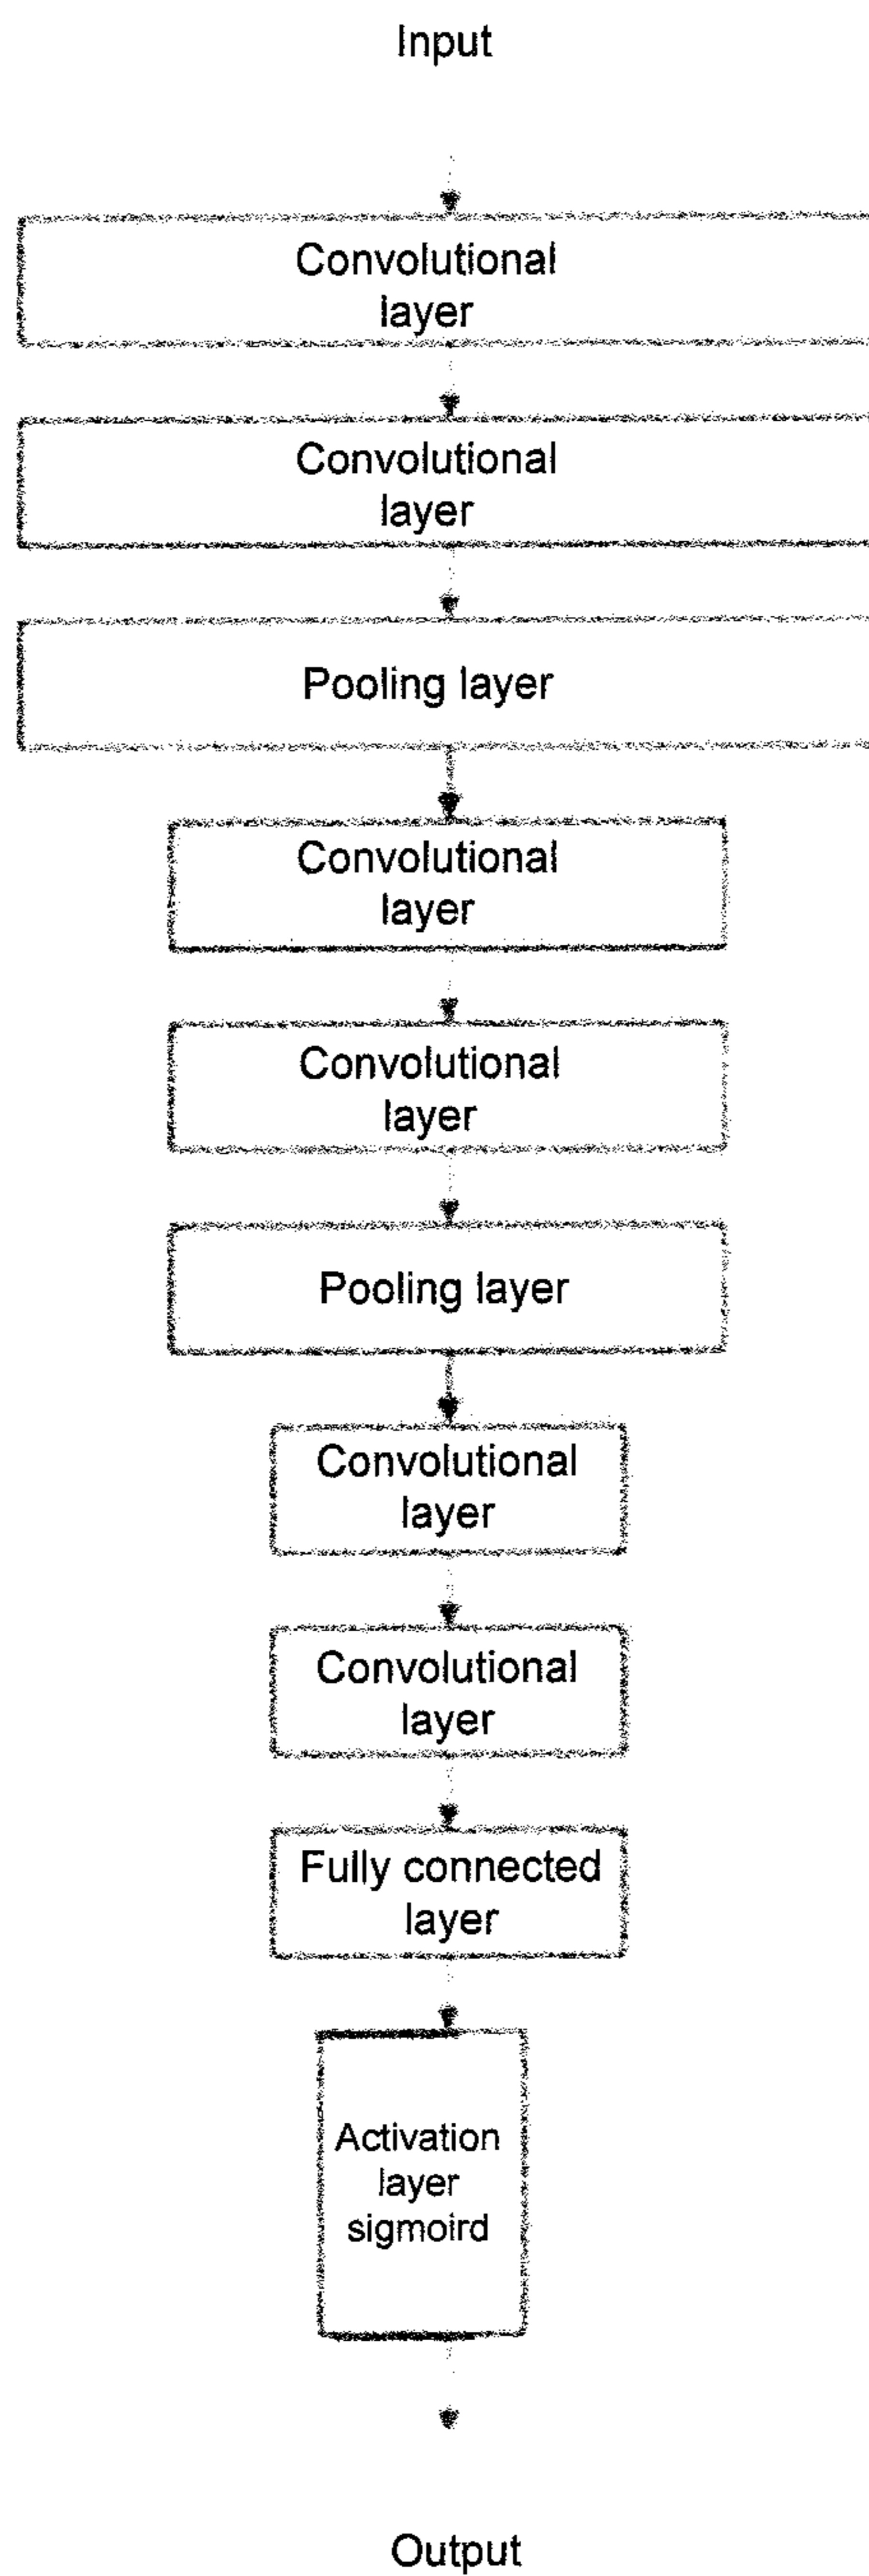 Input
Convolutional
layer
Convolutional
layer
Pooling layer
Convolutional
layer
Convolutional
layer
Pooling layer
Convolutional
layer
Convolutional
layer
Fully connected
layer
Activation
layer
sigmoird
Output